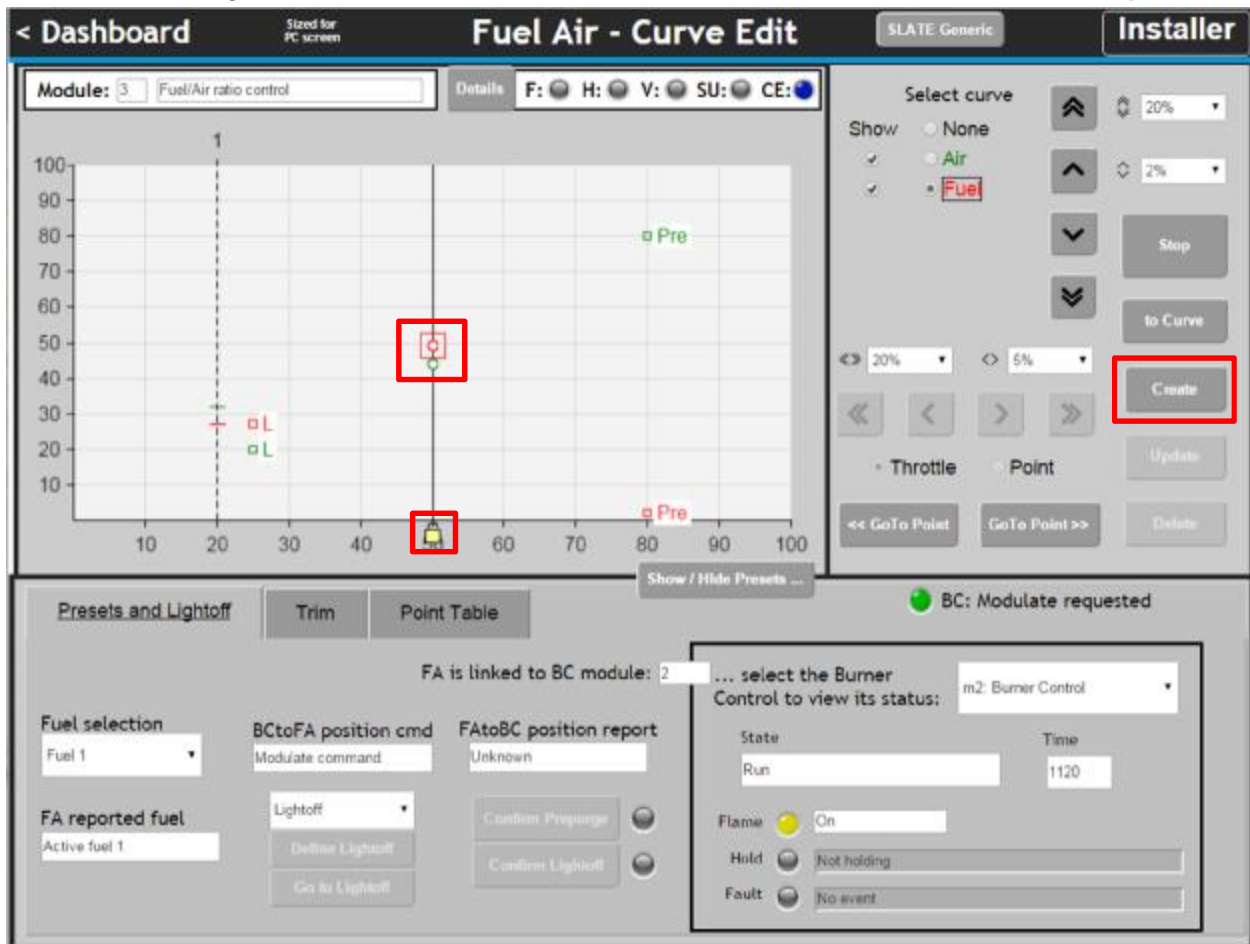 < Dashboard
Sized for
PC screen
Fuel Air - Curve Edit
SLATE Generic
Installer
Module: 3 Fuel/Air ratio control
Details
F: H: V: SU: CE:
1
100
90
80
70
60
50
40
30
20
10
Pre
L
L
Pre
10 20 30 40 50 60 70 80 90 100
Show / Hide Presets ...
Select curve
Show None
Air
Fuel
20%
2%
Stop
to Curve
20% 5%
Create
Throttle Point
Update
<< GoTo Point
GoTo Point >>
Delete
Presets and Lightoff
Trim
Point Table
BC: Modulate requested
FA is linked to BC module: 2
... select the Burner
Control to view its status:
m2: Burner Control
Fuel selection
Fuel 1
BCtoFA position cmd
Modulate command
FAtoBC position report
Unknown
State
Run
Time
1120
FA reported fuel
Active fuel 1
Lightoff
Define Lightoff
Go to Lightoff
Confirm Prepurge
Confirm Lightoff
Flame On
Hold Not holding
Fault No event